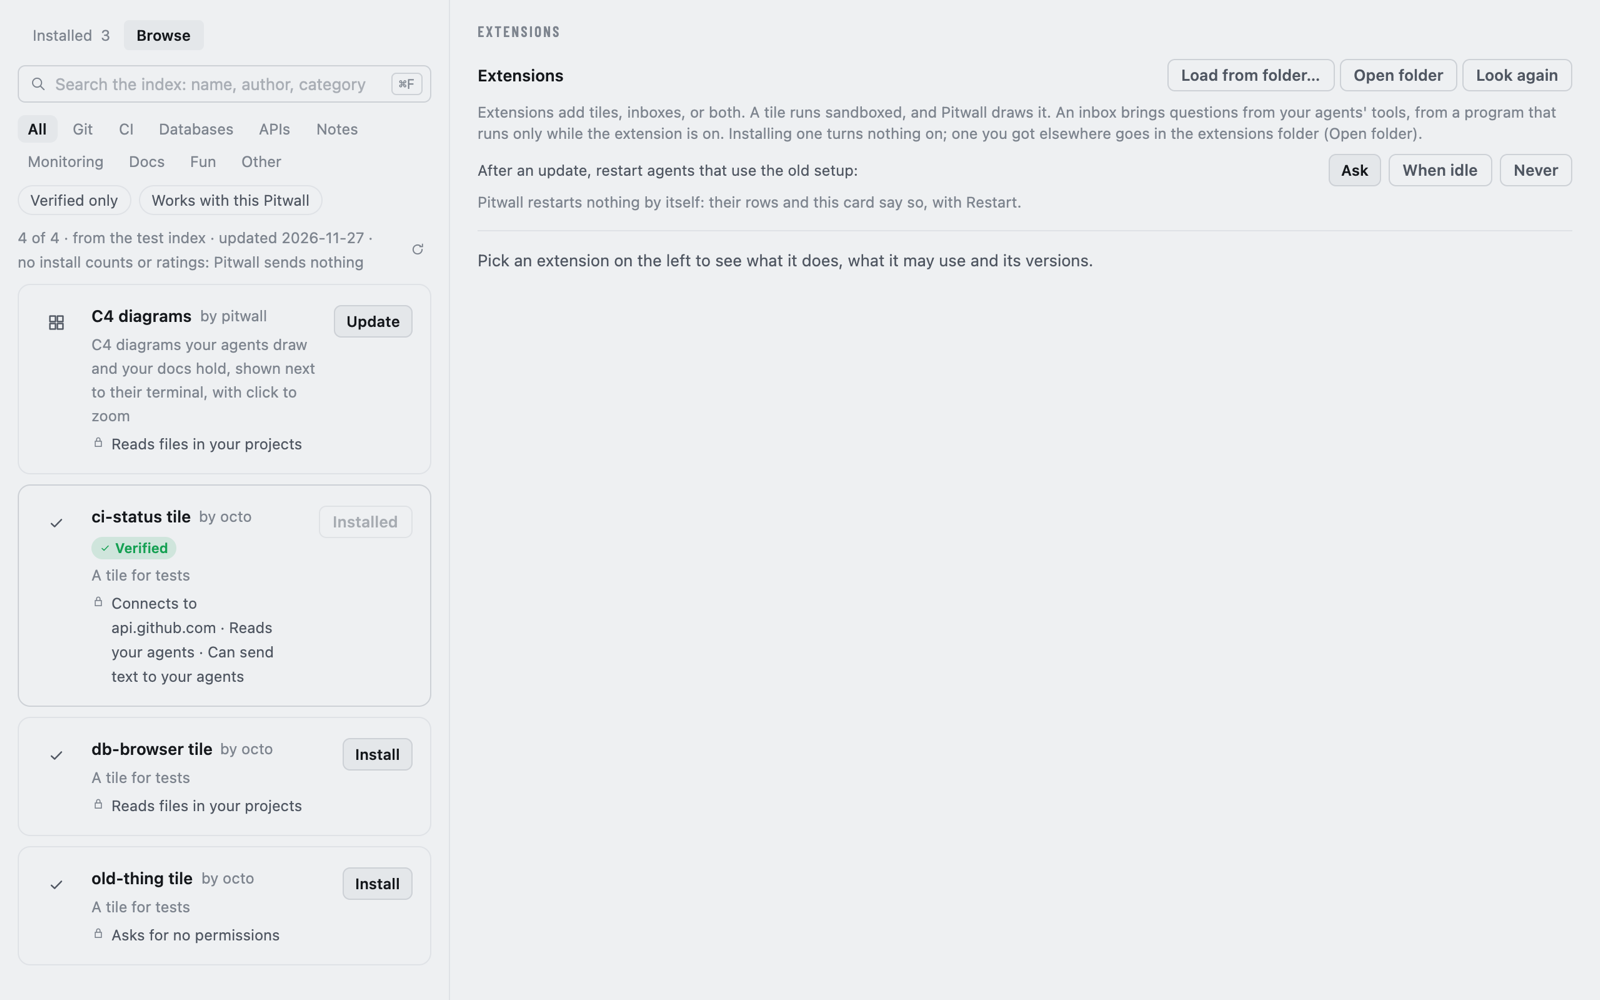 Installed 3
Browse
Search the index: name, author, category ⌘F
All Git CI Databases APIs Notes
Monitoring Docs Fun Other
Verified only Works with this Pitwall
4 of 4 · from the test index · updated 2026-11-27 ·
no install counts or ratings: Pitwall sends nothing
C4 diagrams by pitwall
Update
C4 diagrams your agents draw
and your docs hold, shown next
to their terminal, with click to
zoom
Reads files in your projects
ci-status tile by octo
Installed
Verified
A tile for tests
Connects to
api.github.com · Reads
your agents · Can send
text to your agents
db-browser tile by octo
Install
A tile for tests
Reads files in your projects
old-thing tile by octo
Install
A tile for tests
Asks for no permissions
EXTENSIONS
Extensions
Load from folder... Open folder Look again
Extensions add tiles, inboxes, or both. A tile runs sandboxed, and Pitwall draws it. An inbox brings questions from your agents' tools, from a program that
runs only while the extension is on. Installing one turns nothing on; one you got elsewhere goes in the extensions folder (Open folder).
After an update, restart agents that use the old setup:
Ask When idle Never
Pitwall restarts nothing by itself: their rows and this card say so, with Restart.
Pick an extension on the left to see what it does, what it may use and its versions.